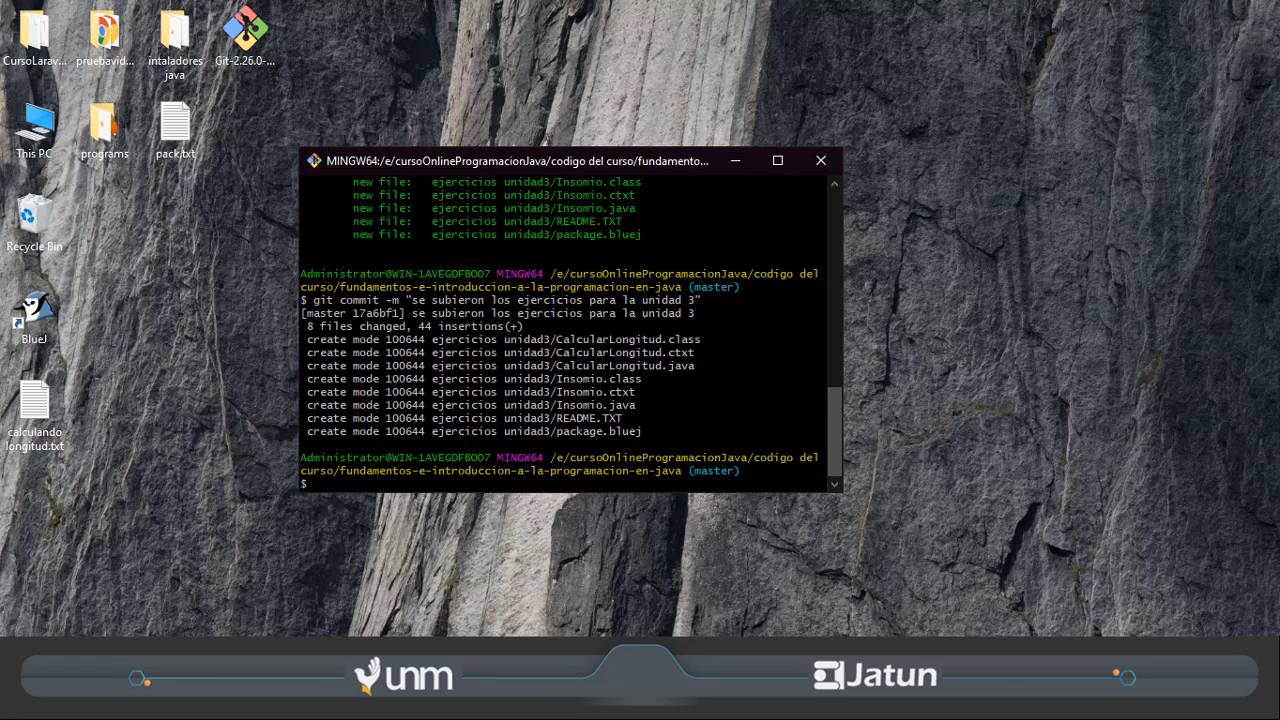 CursoLarav...
pruebavid...
intaladores
java
Git-2.26.0-...
This PC
programs
pack.txt
Recycle Bin
BlueJ
calculando
longitud.txt
MINGW64:/e/cursoOnlineProgramacionJava/codigo del curso/fundamento...
new file:   ejercicios unidad3/Insomio.class
new file:   ejercicios unidad3/Insomio.ctxt
new file:   ejercicios unidad3/Insomio.java
new file:   ejercicios unidad3/README.TXT
new file:   ejercicios unidad3/package.bluej
Administrator@WIN-1AVEGDFBOO7 MINGW64 /e/cursoOnlineProgramacionJava/codigo del
curso/fundamentos-e-introduccion-a-la-programacion-en-java (master)
$ git commit -m "se subieron los ejercicios para la unidad 3"
[master 17a6bf1] se subieron los ejercicios para la unidad 3
8 files changed, 44 insertions(+)
create mode 100644 ejercicios unidad3/CalcularLongitud.class
create mode 100644 ejercicios unidad3/CalcularLongitud.ctxt
create mode 100644 ejercicios unidad3/CalcularLongitud.java
create mode 100644 ejercicios unidad3/Insomio.class
create mode 100644 ejercicios unidad3/Insomio.ctxt
create mode 100644 ejercicios unidad3/Insomio.java
create mode 100644 ejercicios unidad3/README.TXT
create mode 100644 ejercicios unidad3/package.bluej
Administrator@WIN-1AVEGDFBOO7 MINGW64 /e/cursoOnlineProgramacionJava/codigo del
curso/fundamentos-e-introduccion-a-la-programacion-en-java (master)
$
unm
Jatun